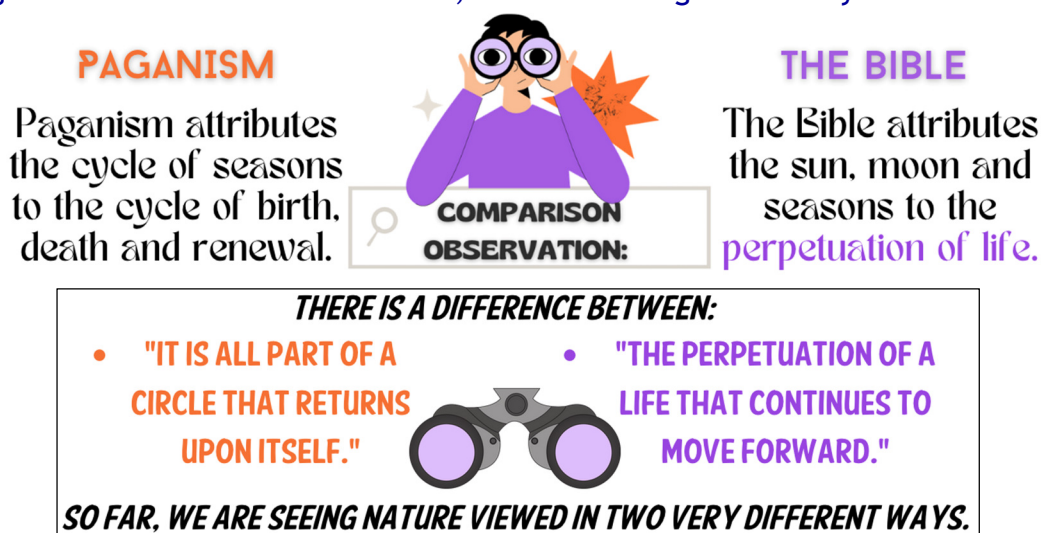 PAGANISM
Paganism attributes
the cycle of seasons
to the cycle of birth,
death and renewal.
COMPARISON
OBSERVATION:
THE BIBLE
The Bible attributes
the sun, moon and
seasons to the
perpetuation of life.
THERE IS A DIFFERENCE BETWEEN:
• "IT IS ALL PART OF A
CIRCLE THAT RETURNS
UPON ITSELF."
• "THE PERPETUATION OF A
LIFE THAT CONTINUES TO
MOVE FORWARD."
SO FAR, WE ARE SEEING NATURE VIEWED IN TWO VERY DIFFERENT WAYS.